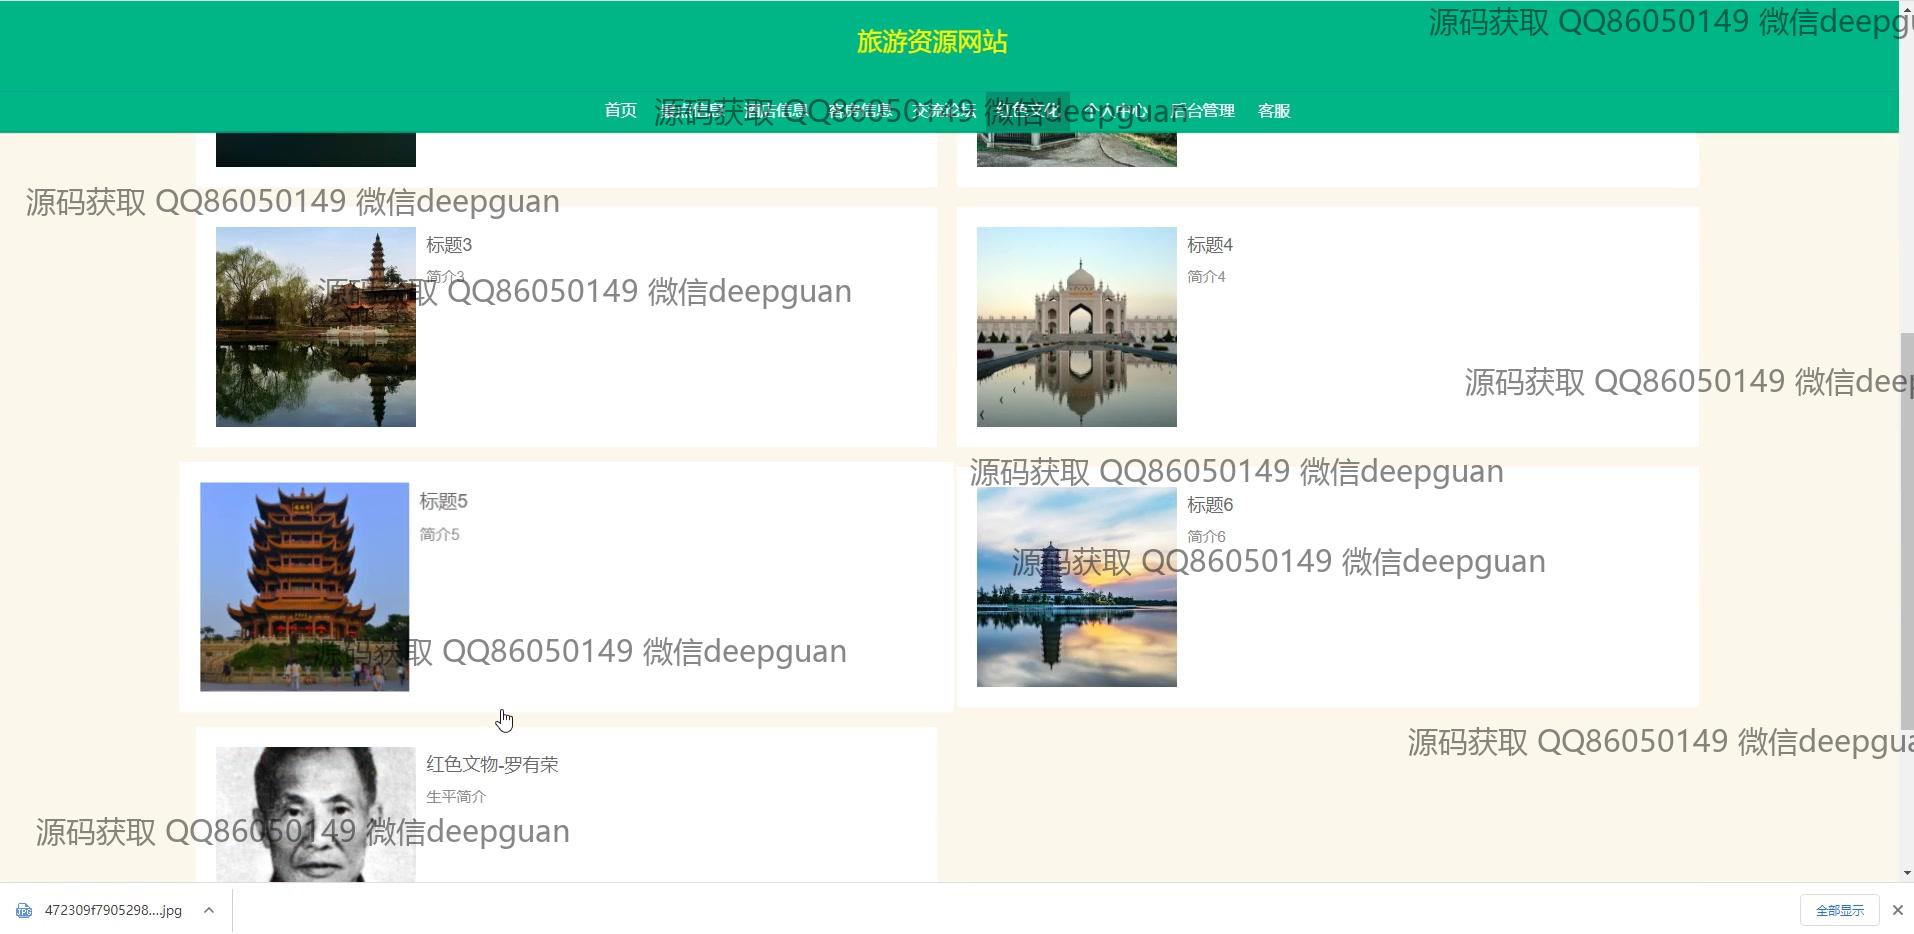 源码获取 QQ86050149 微信deepgu
旅游资源网站
首页 景点信息 酒店信息 客房信息 交流论坛 红色文化 个人中心 后台管理 客服
源码获取 QQ86050149 微信deepguan
源码获取 QQ86050149 微信deepguan
标题3
简介3
源码获取 QQ86050149 微信deepguan
标题4
简介4
源码获取 QQ86050149 微信deep
源码获取 QQ86050149 微信deepguan
标题5
简介5
标题6
简介6
源码获取 QQ86050149 微信deepguan
源码获取 QQ86050149 微信deepguan
源码获取 QQ86050149 微信deepgua
红色文物-罗有荣
生平简介
源码获取 QQ86050149 微信deepguan
472309f7905298....jpg
全部显示